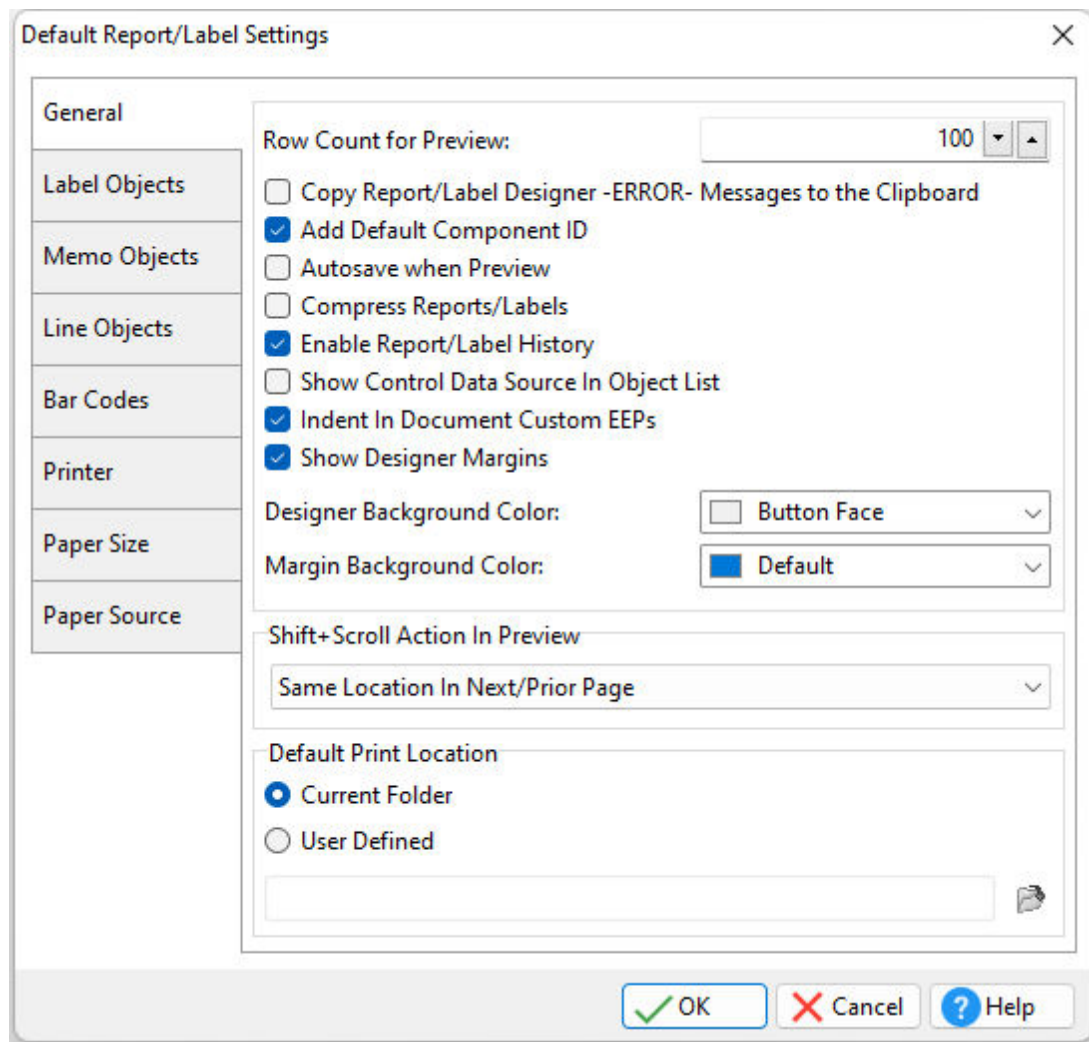 Default Report/Label Settings
General
Label Objects
Memo Objects
Line Objects
Bar Codes
Printer
Paper Size
Paper Source
Row Count for Preview: 100
Copy Report/Label Designer -ERROR- Messages to the Clipboard
Add Default Component ID
Autosave when Preview
Compress Reports/Labels
Enable Report/Label History
Show Control Data Source In Object List
Indent In Document Custom EEPs
Show Designer Margins
Designer Background Color: Button Face
Margin Background Color: Default
Shift+Scroll Action In Preview
Same Location In Next/Prior Page
Default Print Location
Current Folder
User Defined
OK Cancel ? Help